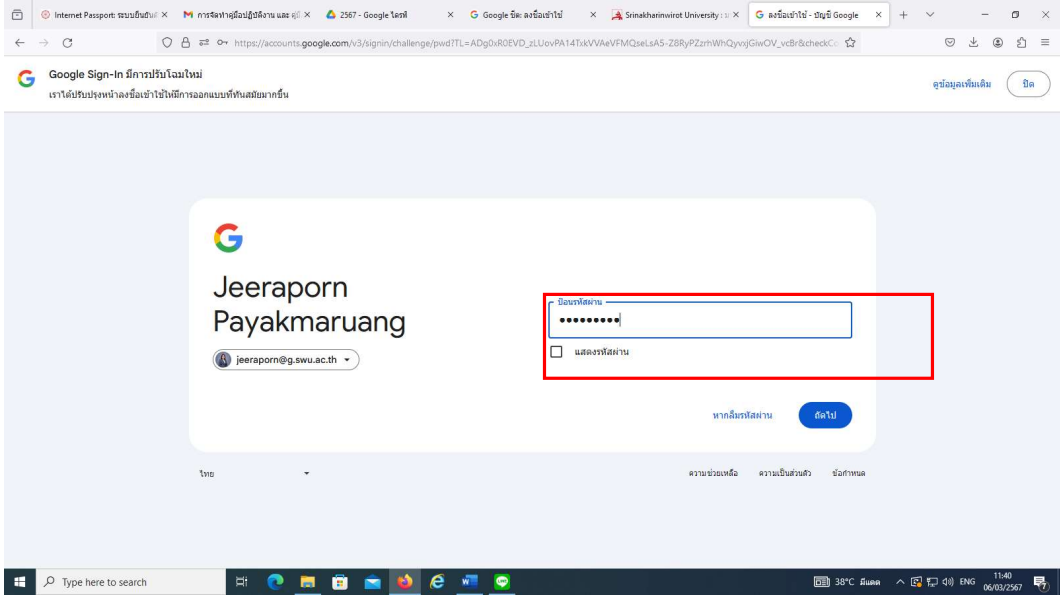 Internet Passport: ระบบยืนยันตั
การจัดทำคู่มือปฏิบัติงาน และ คู่มื
2567 - Google ไดรฟ์
Google ชีต: ลงชื่อเข้าใช้
Srinakharinwirot University : ม
ลงชื่อเข้าใช้ - บัญชี Google
https://accounts.google.com/v3/signin/challenge/pwd?TL=
Google Sign-In มีการปรับโฉมใหม่
เราได้ปรับปรุงหน้าลงชื่อเข้าใช้ให้มีการออกแบบที่ทันสมัยมากขึ้น
ดูข้อมูลเพิ่มเติม
ปิด
Jeeraporn
Payakmaruang
jeeraporn@g.swu.ac.th
ป้อนรหัสผ่าน
แสดงรหัสผ่าน
หากลืมรหัสผ่าน
ถัดไป
ไทย
ความช่วยเหลือ ความเป็นส่วนตัว ข้อกำหนด
Type here to search
38°C มีแดด
ENG
11:40
06/03/2567